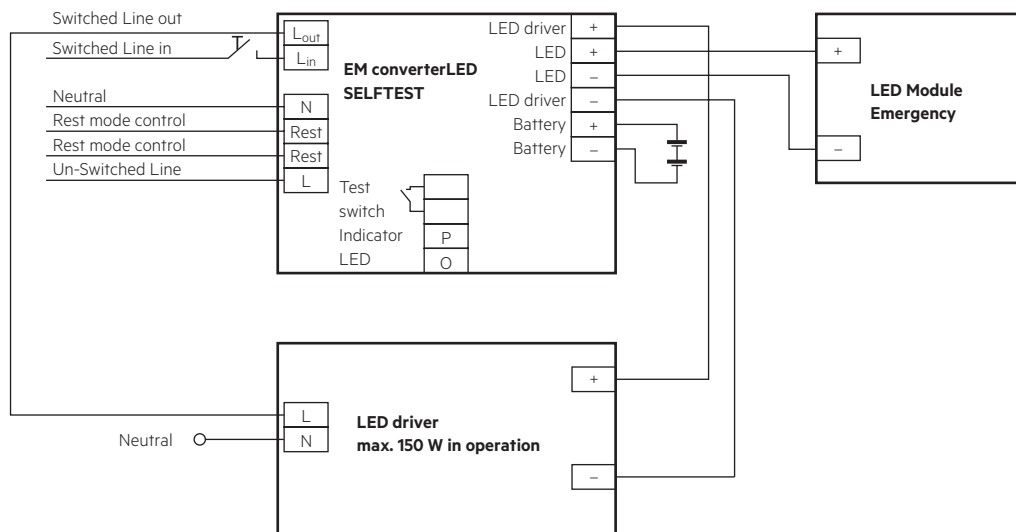 Switched Line out
Switched Line in
Neutral
Rest mode control
Rest mode control
Un-Switched Line
Lout
Lin
N
Rest
Rest
L
EM converterLED
SELFTEST
Test
switch
Indicator
LED
P
O
LED driver +
LED +
LED –
LED driver –
Battery +
Battery –
+
–
LED Module
Emergency
L
N
Neutral
LED driver
max. 150 W in operation
+
–